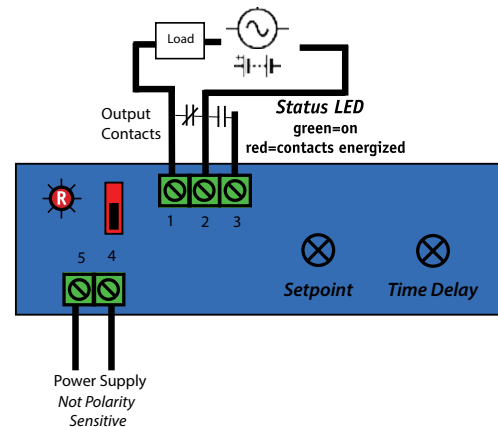 Load
Output
Contacts
Status LED
green=on
red=contacts energized
R
1 2 3
5 4
Setpoint
Time Delay
Power Supply
Not Polarity
Sensitive